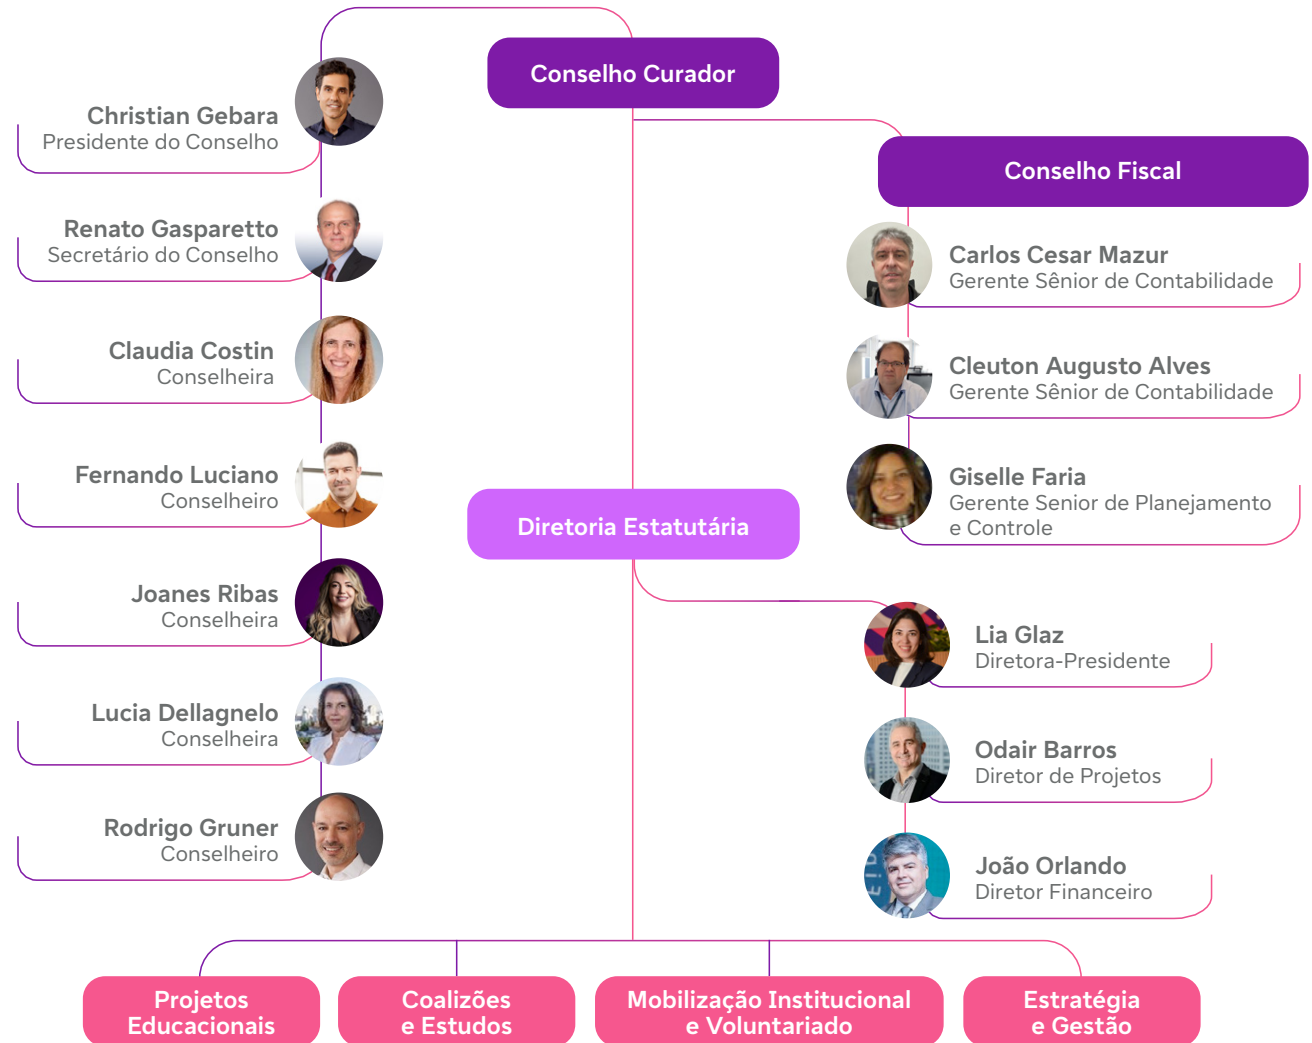 Conselho Curador
Christian Gebara
Presidente do Conselho
Renato Gasparetto
Secretário do Conselho
Claudia Costin
Conselheira
Fernando Luciano
Conselheiro
Joanes Ribas
Conselheira
Lucia Dellagnelo
Conselheira
Rodrigo Gruner
Conselheiro
Conselho Fiscal
Carlos Cesar Mazur
Gerente Sênior de Contabilidade
Cleuton Augusto Alves
Gerente Sênior de Contabilidade
Giselle Faria
Gerente Senior de Planejamento
e Controle
Diretoria Estatutária
Lia Glaz
Diretora-Presidente
Odair Barros
Diretor de Projetos
João Orlando
Diretor Financeiro
Projetos
Educacionais
Coalizões
e Estudos
Mobilização Institucional
e Voluntariado
Estratégia
e Gestão